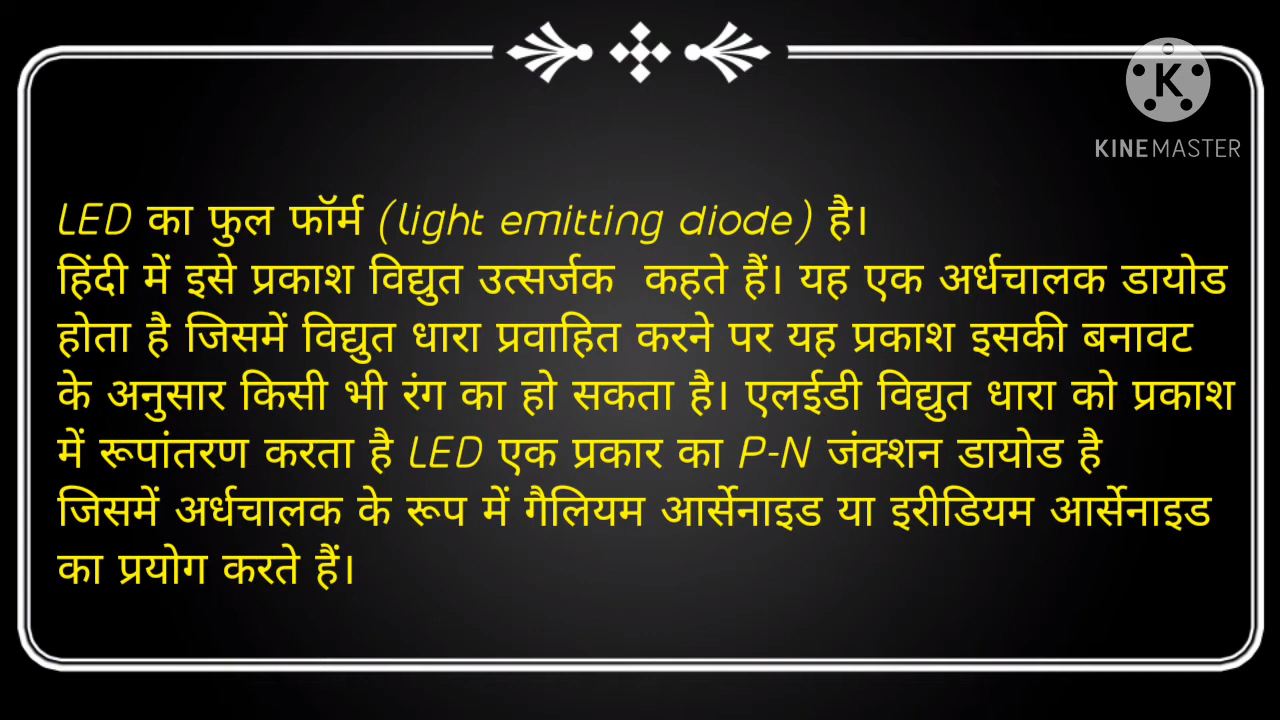 KINEMASTER
LED का फुल फॉर्म (light emitting diode) है।
हिंदी में इसे प्रकाश विद्युत उत्सर्जक कहते हैं। यह एक अर्धचालक डायोड
होता है जिसमें विद्युत धारा प्रवाहित करने पर यह प्रकाश इसकी बनावट
के अनुसार किसी भी रंग का हो सकता है। एलईडी विद्युत धारा को प्रकाश
में रूपांतरण करता है LED एक प्रकार का P-N जंक्शन डायोड है
जिसमें अर्धचालक के रूप में गैलियम आर्सेनाइड या इरीडियम आर्सेनाइड
का प्रयोग करते हैं।